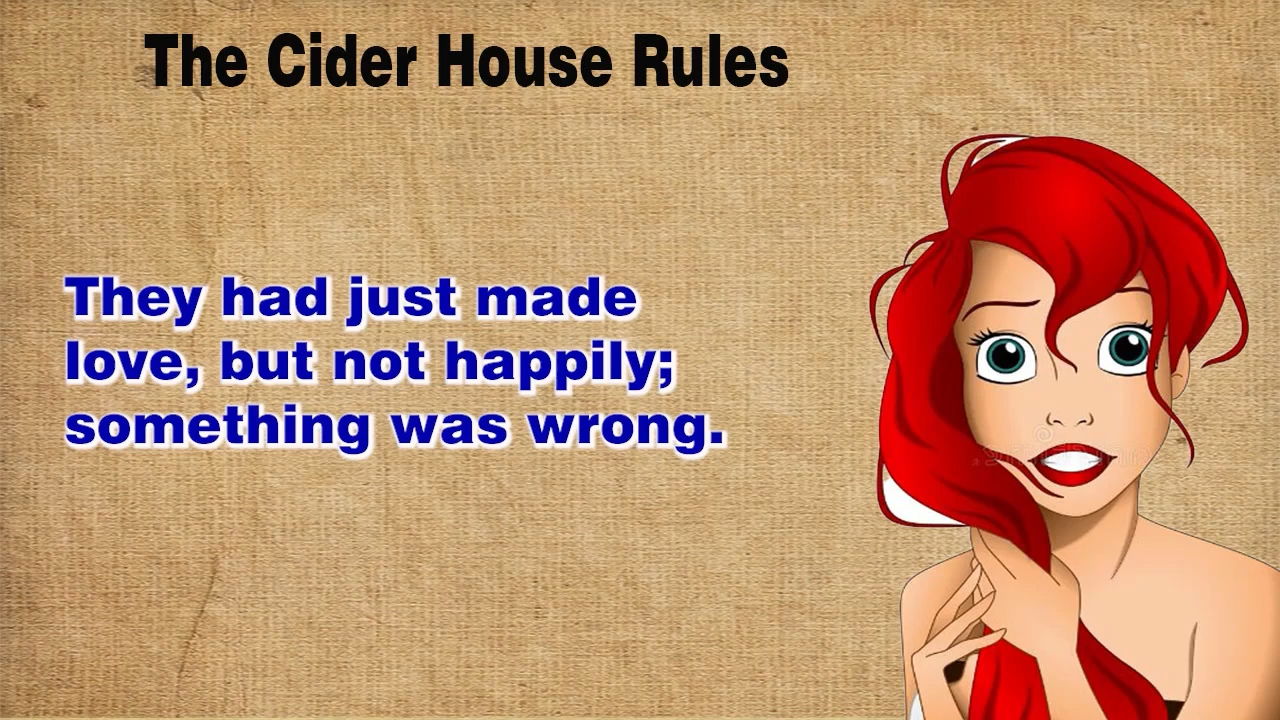 The Cider House Rules
They had just made
love, but not happily;
something was wrong.